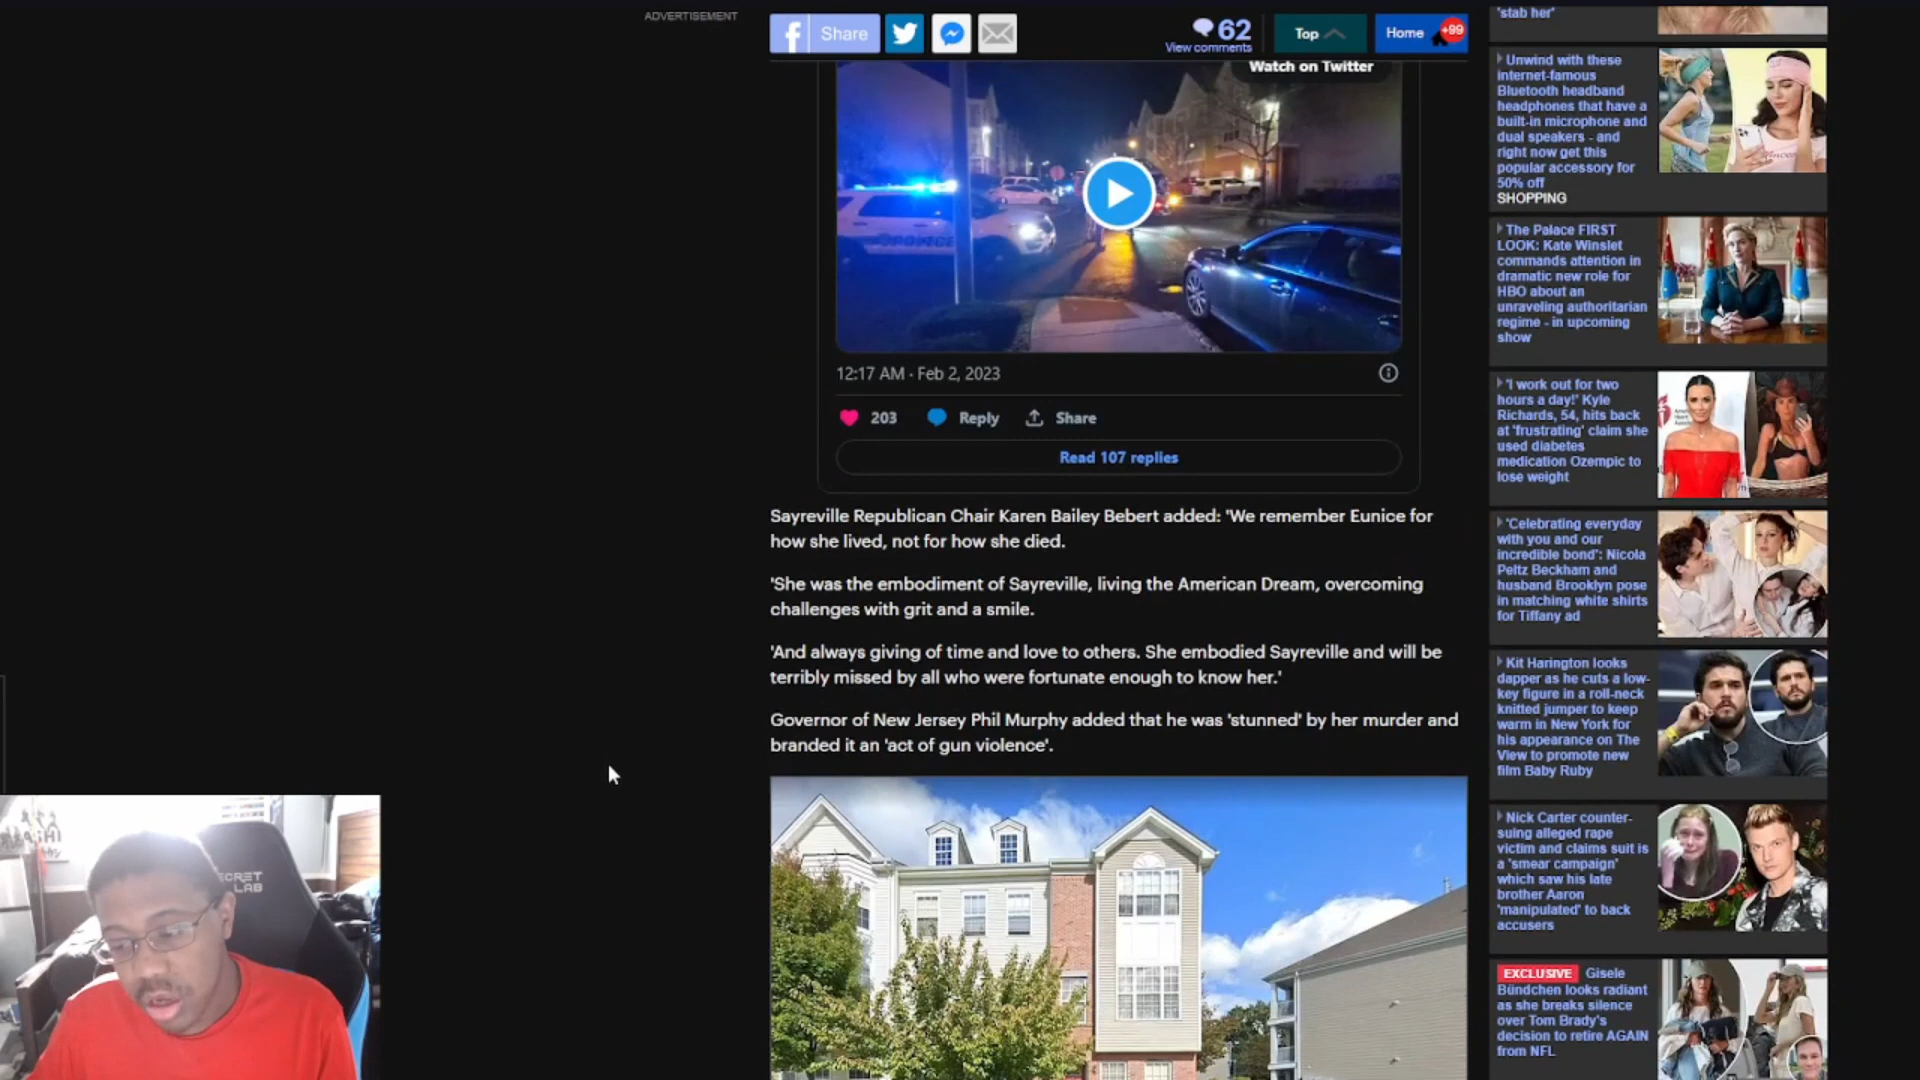 ADVERTISEMENT
Share
62
View comments
Top
Home
+99
Watch on Twitter
POLICE
12:17 AM · Feb 2, 2023
203
Reply
Share
Read 107 replies
Sayreville Republican Chair Karen Bailey Bebert added: 'We remember Eunice for
how she lived, not for how she died.
'She was the embodiment of Sayreville, living the American Dream, overcoming
challenges with grit and a smile.
'And always giving of time and love to others. She embodied Sayreville and will be
terribly missed by all who were fortunate enough to know her.'
Governor of New Jersey Phil Murphy added that he was 'stunned' by her murder and
branded it an 'act of gun violence'.
'stab her'
Unwind with these
internet-famous
Bluetooth headband
headphones that have a
built-in microphone and
dual speakers - and
right now get this
popular accessory for
50% off
SHOPPING
The Palace FIRST
LOOK: Kate Winslet
commands attention in
dramatic new role for
HBO about an
unraveling authoritarian
regime - in upcoming
show
'I work out for two
hours a day!' Kyle
Richards, 54, hits back
at 'frustrating' claim she
used diabetes
medication Ozempic to
lose weight
'Celebrating everyday
with you and our
incredible bond': Nicola
Peltz Beckham and
husband Brooklyn pose
in matching white shirts
for Tiffany ad
Kit Harington looks
dapper as he cuts a low-
key figure in a roll-neck
knitted jumper to keep
warm in New York for
his appearance on The
View to promote new
film Baby Ruby
Nick Carter counter-
suing alleged rape
victim and claims suit is
a 'smear campaign'
which saw his late
brother Aaron
'manipulated' to back
accusers
EXCLUSIVE Gisele
Bündchen looks radiant
as she breaks silence
over Tom Brady's
decision to retire AGAIN
from NFL
SECRET
LAB